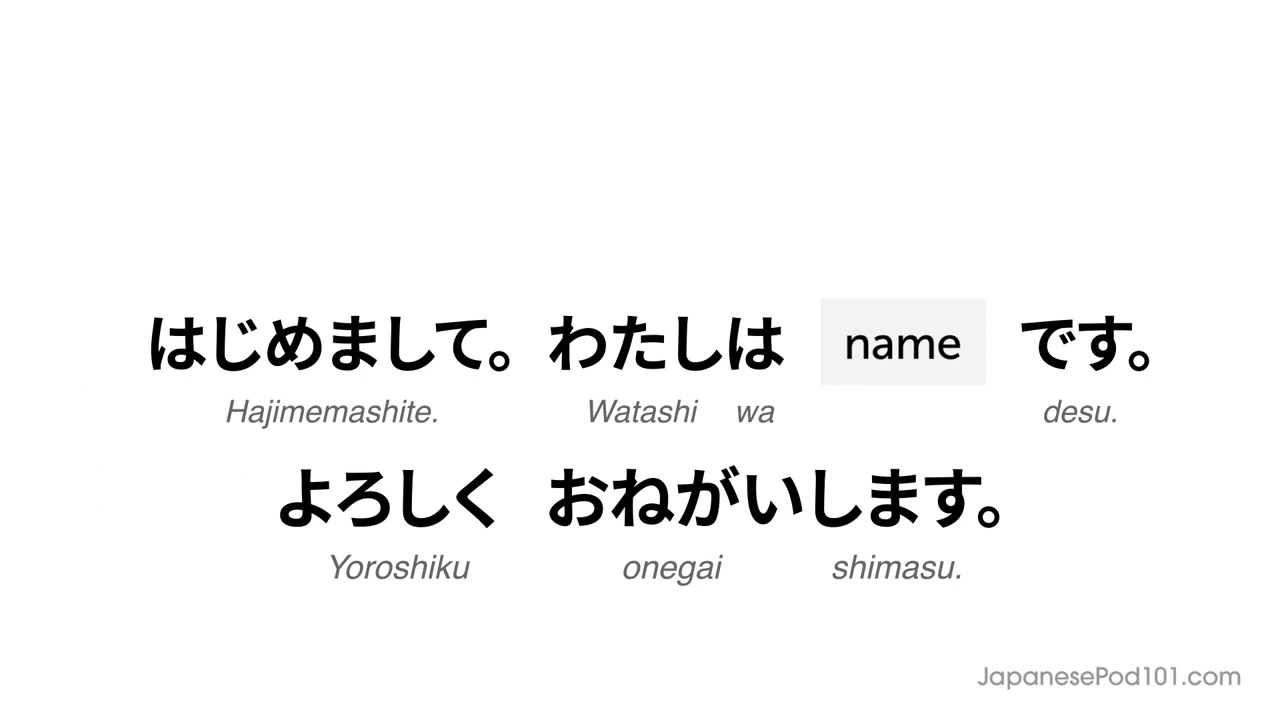 はじめまして。 わたしは name です。
Hajimemashite. Watashi wa desu.
よろしく おねがいします。
Yoroshiku onegai shimasu.
JapanesePod101.com